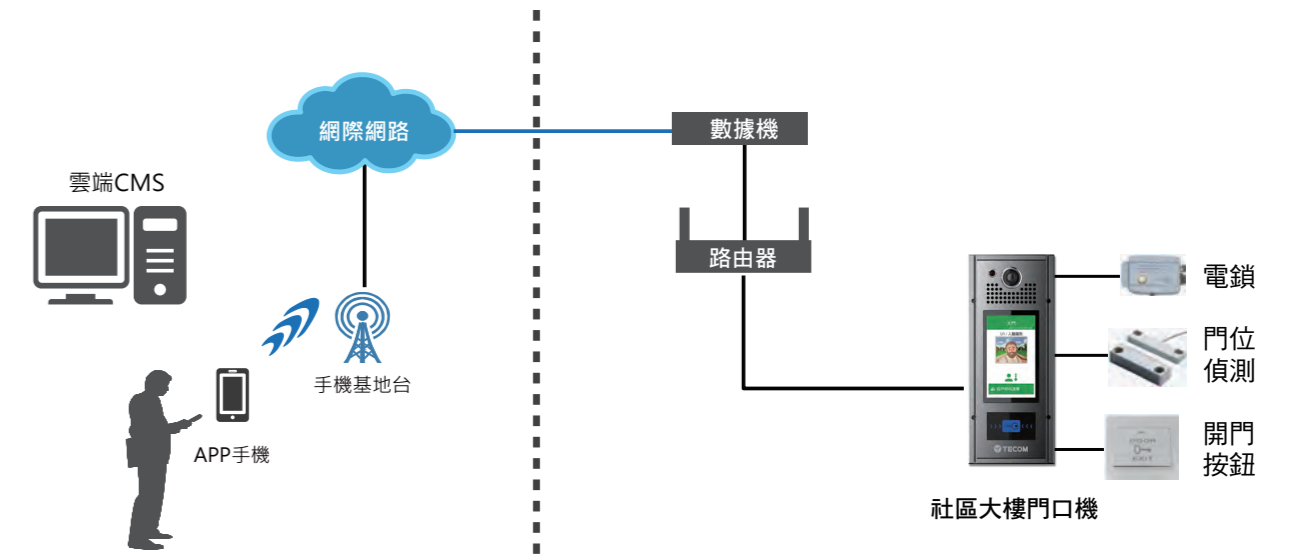 網際網路
數據機
雲端CMS
路由器
電鎖
門位
偵測
手機基地台
開門
按鈕
APP手機
TECOM
社區大樓門口機